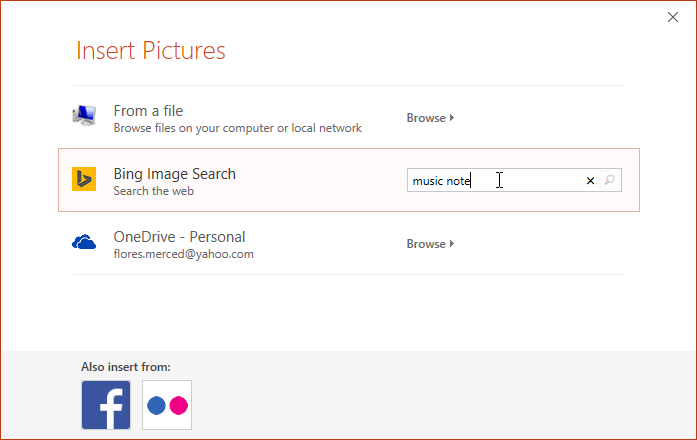 Insert Pictures
From a file
Browse files on your computer or local network
Browse
Bing Image Search
Search the web
music note
OneDrive - Personal
flores.merced@yahoo.com
Browse
Also insert from:
f